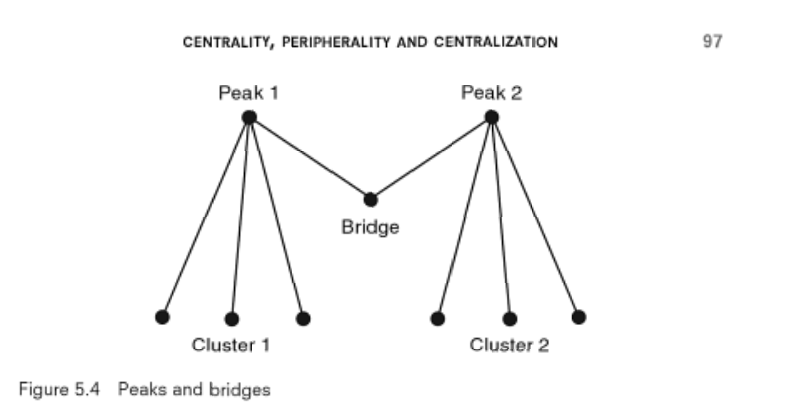 CENTRALITY, PERIPHERALITY AND CENTRALIZATION 97
Peak 1 Peak 2
Bridge
Cluster 1 Cluster 2
Figure 5.4 Peaks and bridges